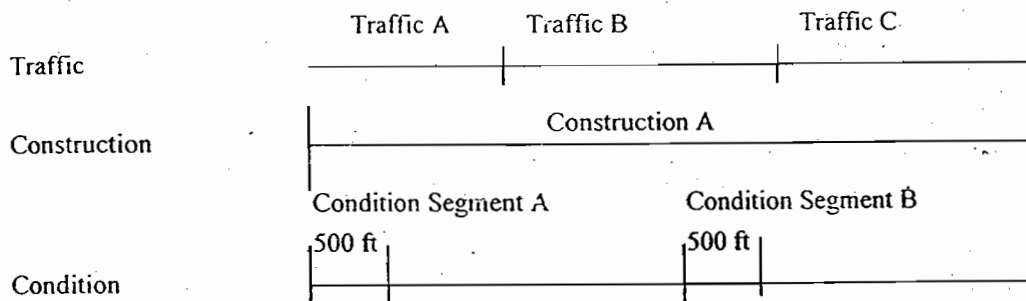 Traffic A Traffic B Traffic C
Traffic
Construction A
Construction
Condition Segment A Condition Segment B
500 ft 500 ft
Condition